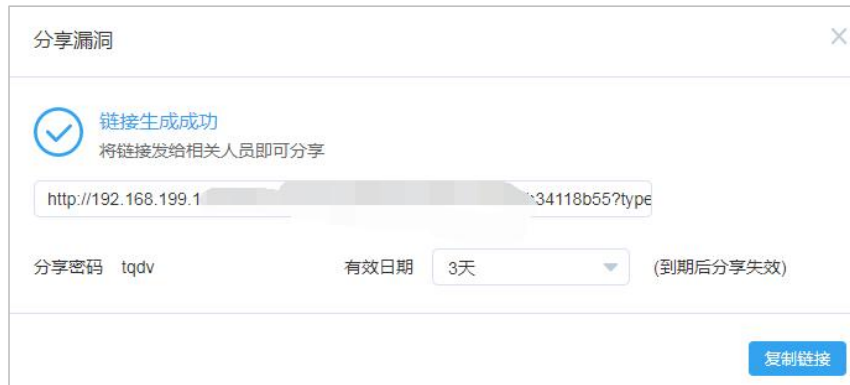 分享漏洞
链接生成成功
将链接发给相关人员即可分享
http://192.168.199.1 34118b55?type
分享密码 tqdv 有效日期 3天 (到期后分享失效)
复制链接